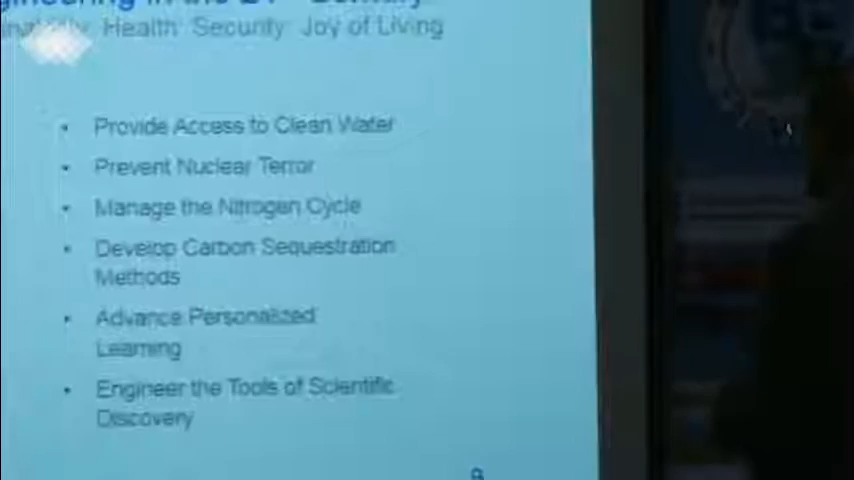 Health Security Joy of Living
• Provide Access to Clean Water
• Prevent Nuclear Terror
• Manage the Nitrogen Cycle
• Develop Carbon Sequestration
Methods
• Advance Personalized
Learning
• Engineer the Tools of Scientific
Discovery
9